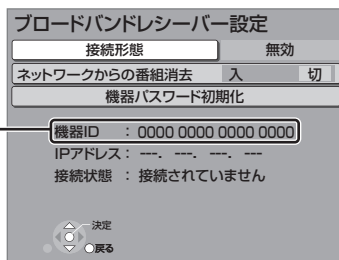 ブロードバンドレシーバー設定
接続形態 無効
ネットワークからの番組消去 入 切
機器パスワード初期化
機器ID : 0000 0000 0000 0000
IPアドレス : ---. ---. ---. ---
接続状態 : 接続されていません
決定
戻る